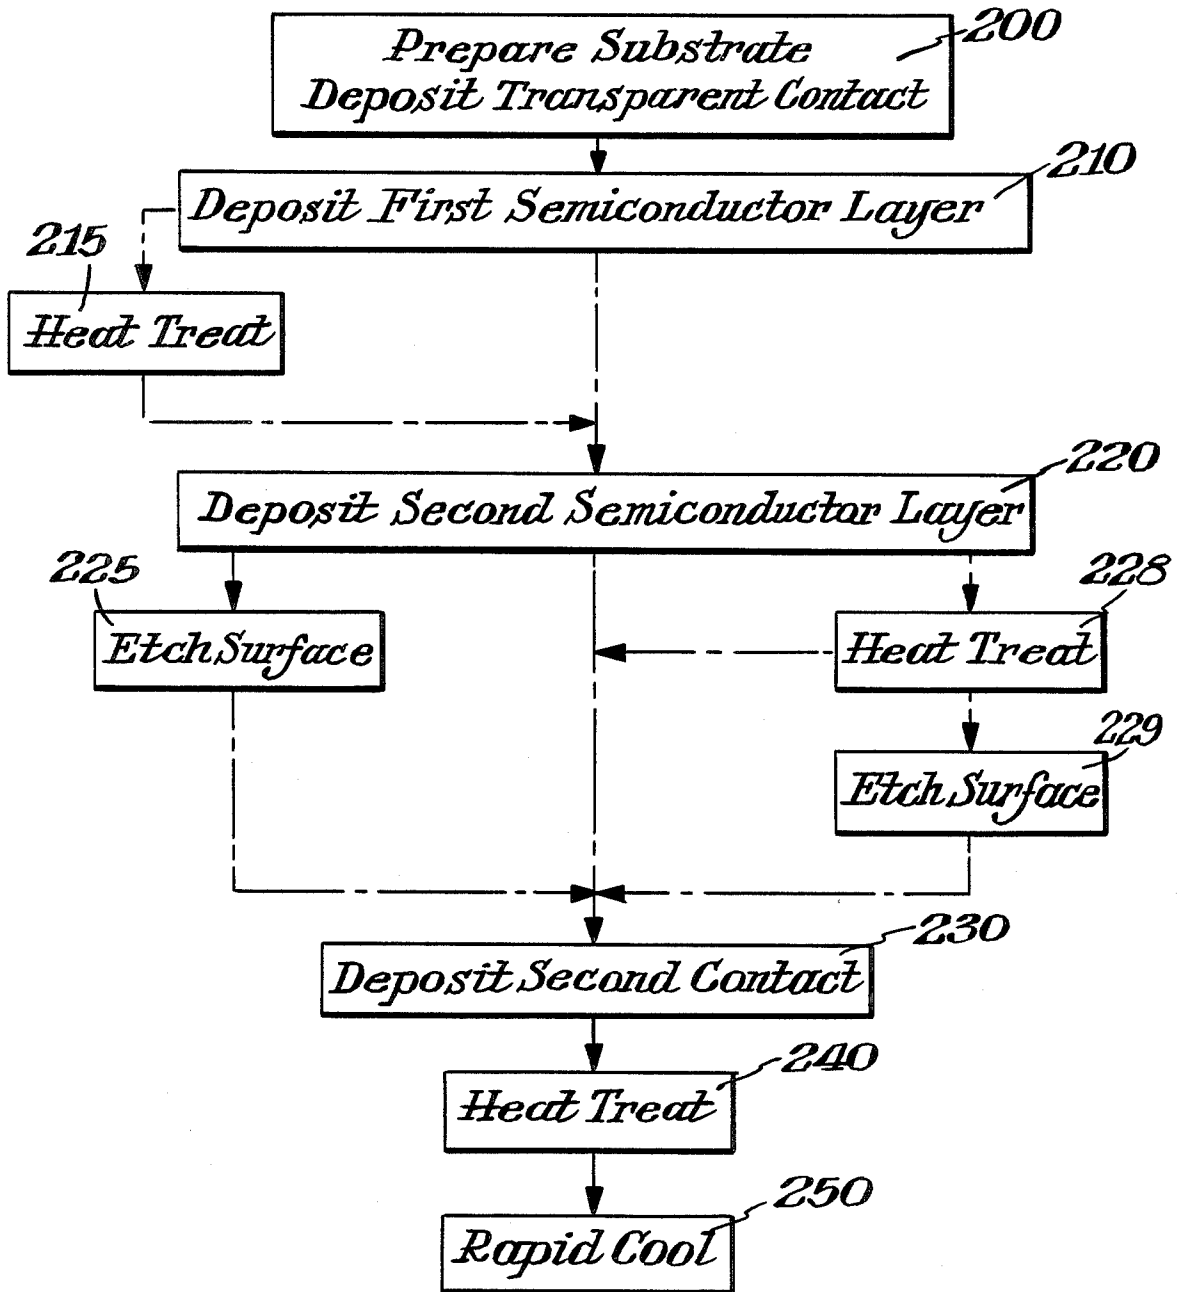 200
Prepare Substrate
Deposit Transparent Contact
210
Deposit First Semiconductor Layer
215
Heat Treat
220
Deposit Second Semiconductor Layer
225
Etch Surface
228
Heat Treat
229
Etch Surface
230
Deposit Second Contact
240
Heat Treat
250
Rapid Cool